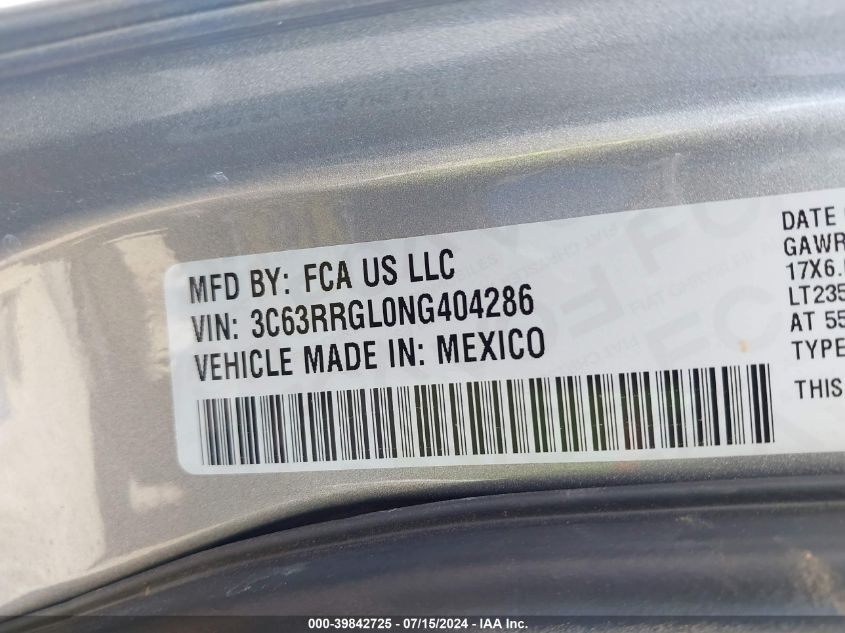 MFD BY: FCA US LLC
VIN: 3C63RRGL0NG404286
VEHICLE MADE IN: MEXICO
DATE
GAWR
17X6.
LT235
AT 55
TYPE
THIS
000-39842725 - 07/15/2024 - IAA Inc.